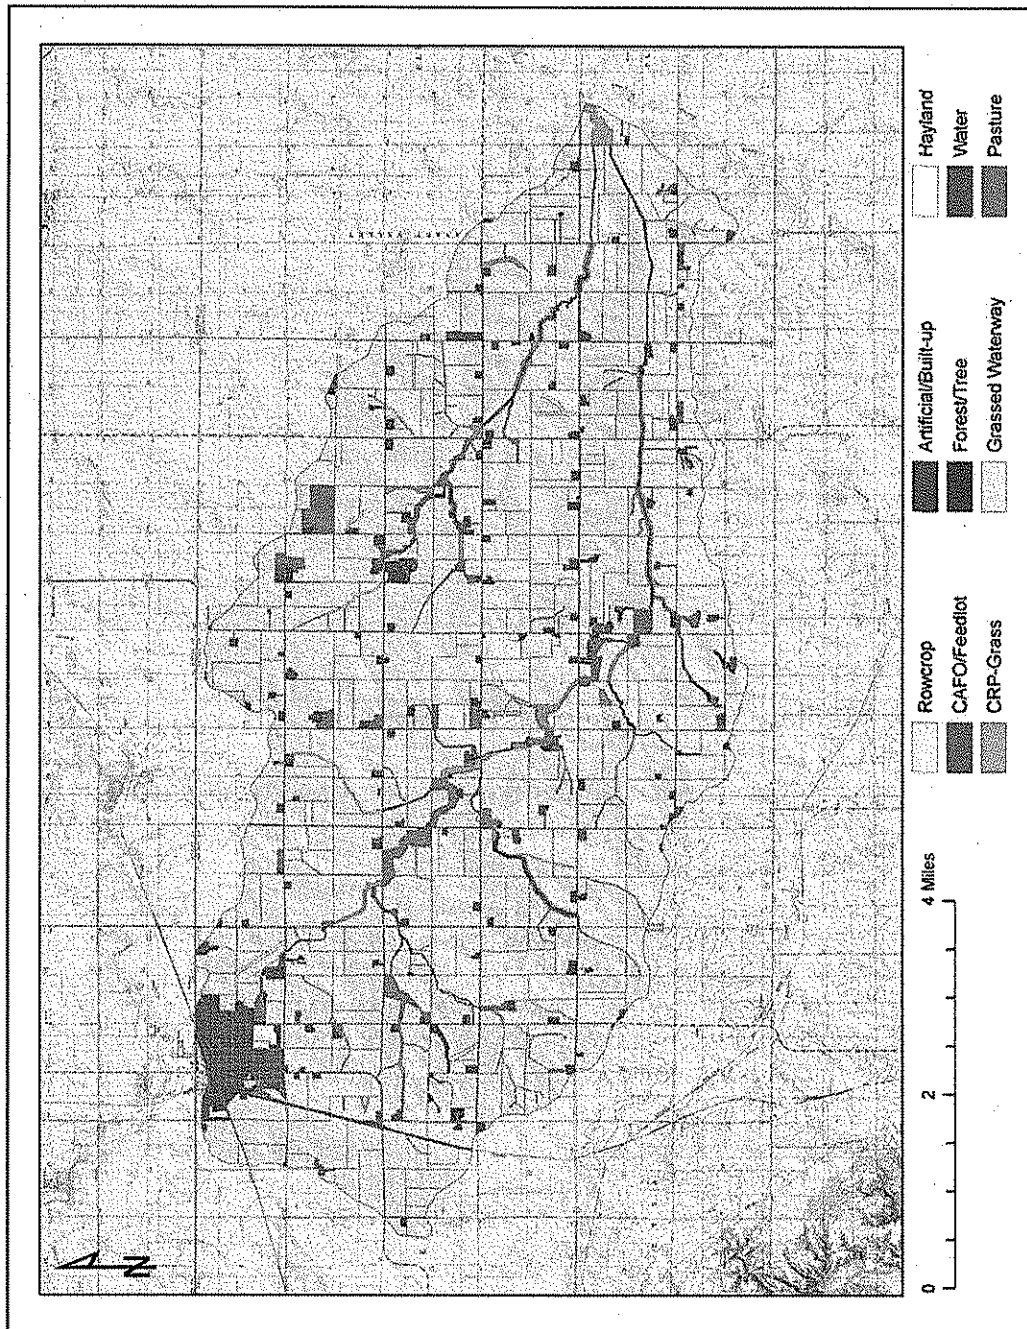 N
0 2 4 Miles
Rowcrop
CAFO/Feedlot
CRP-Grass
Artificial/Built-up
Forest/Tree
Grassed Waterway
Hayland
Water
Pasture